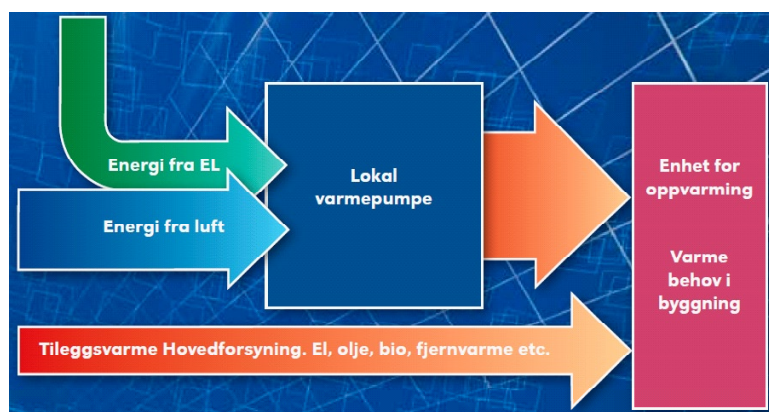 Energi fra EL
Energi fra luft
Lokal
varmepumpe
Enhet for
oppvarming
Varme
behov i
byggning
Tileggsvarme Hovedforsyning. El, olje, bio, fjernvarme etc.